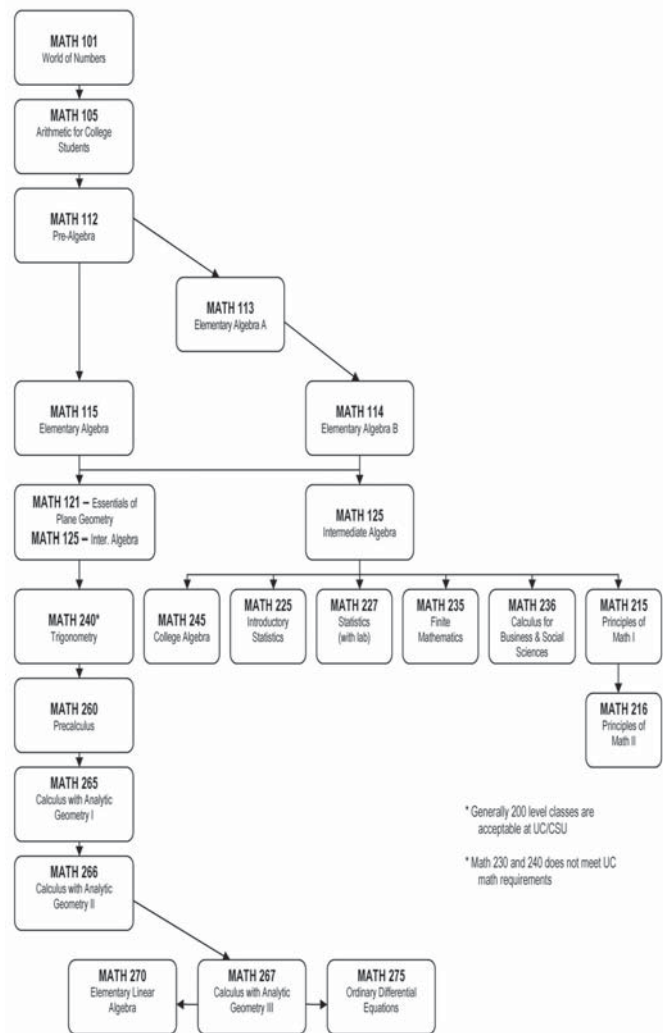 MATH 101
World of Numbers
MATH 105
Arithmetic for College
Students
MATH 112
Pre-Algebra
MATH 113
Elementary Algebra A
MATH 115
Elementary Algebra
MATH 114
Elementary Algebra B
MATH 121 – Essentials of
Plane Geometry
MATH 125 – Inter. Algebra
MATH 125
Intermediate Algebra
MATH 240*
Trigonometry
MATH 245
College Algebra
MATH 225
Introductory
Statistics
MATH 227
Statistics
(with lab)
MATH 235
Finite
Mathematics
MATH 236
Calculus for
Business & Social
Sciences
MATH 215
Principles of
Math I
MATH 260
Precalculus
MATH 216
Principles of
Math II
MATH 265
Calculus with Analytic
Geometry I
* Generally 200 level classes are
acceptable at UC/CSU
* Math 230 and 240 does not meet UC
math requirements
MATH 266
Calculus with Analytic
Geometry II
MATH 270
Elementary Linear
Algebra
MATH 267
Calculus with Analytic
Geometry III
MATH 275
Ordinary Differential
Equations